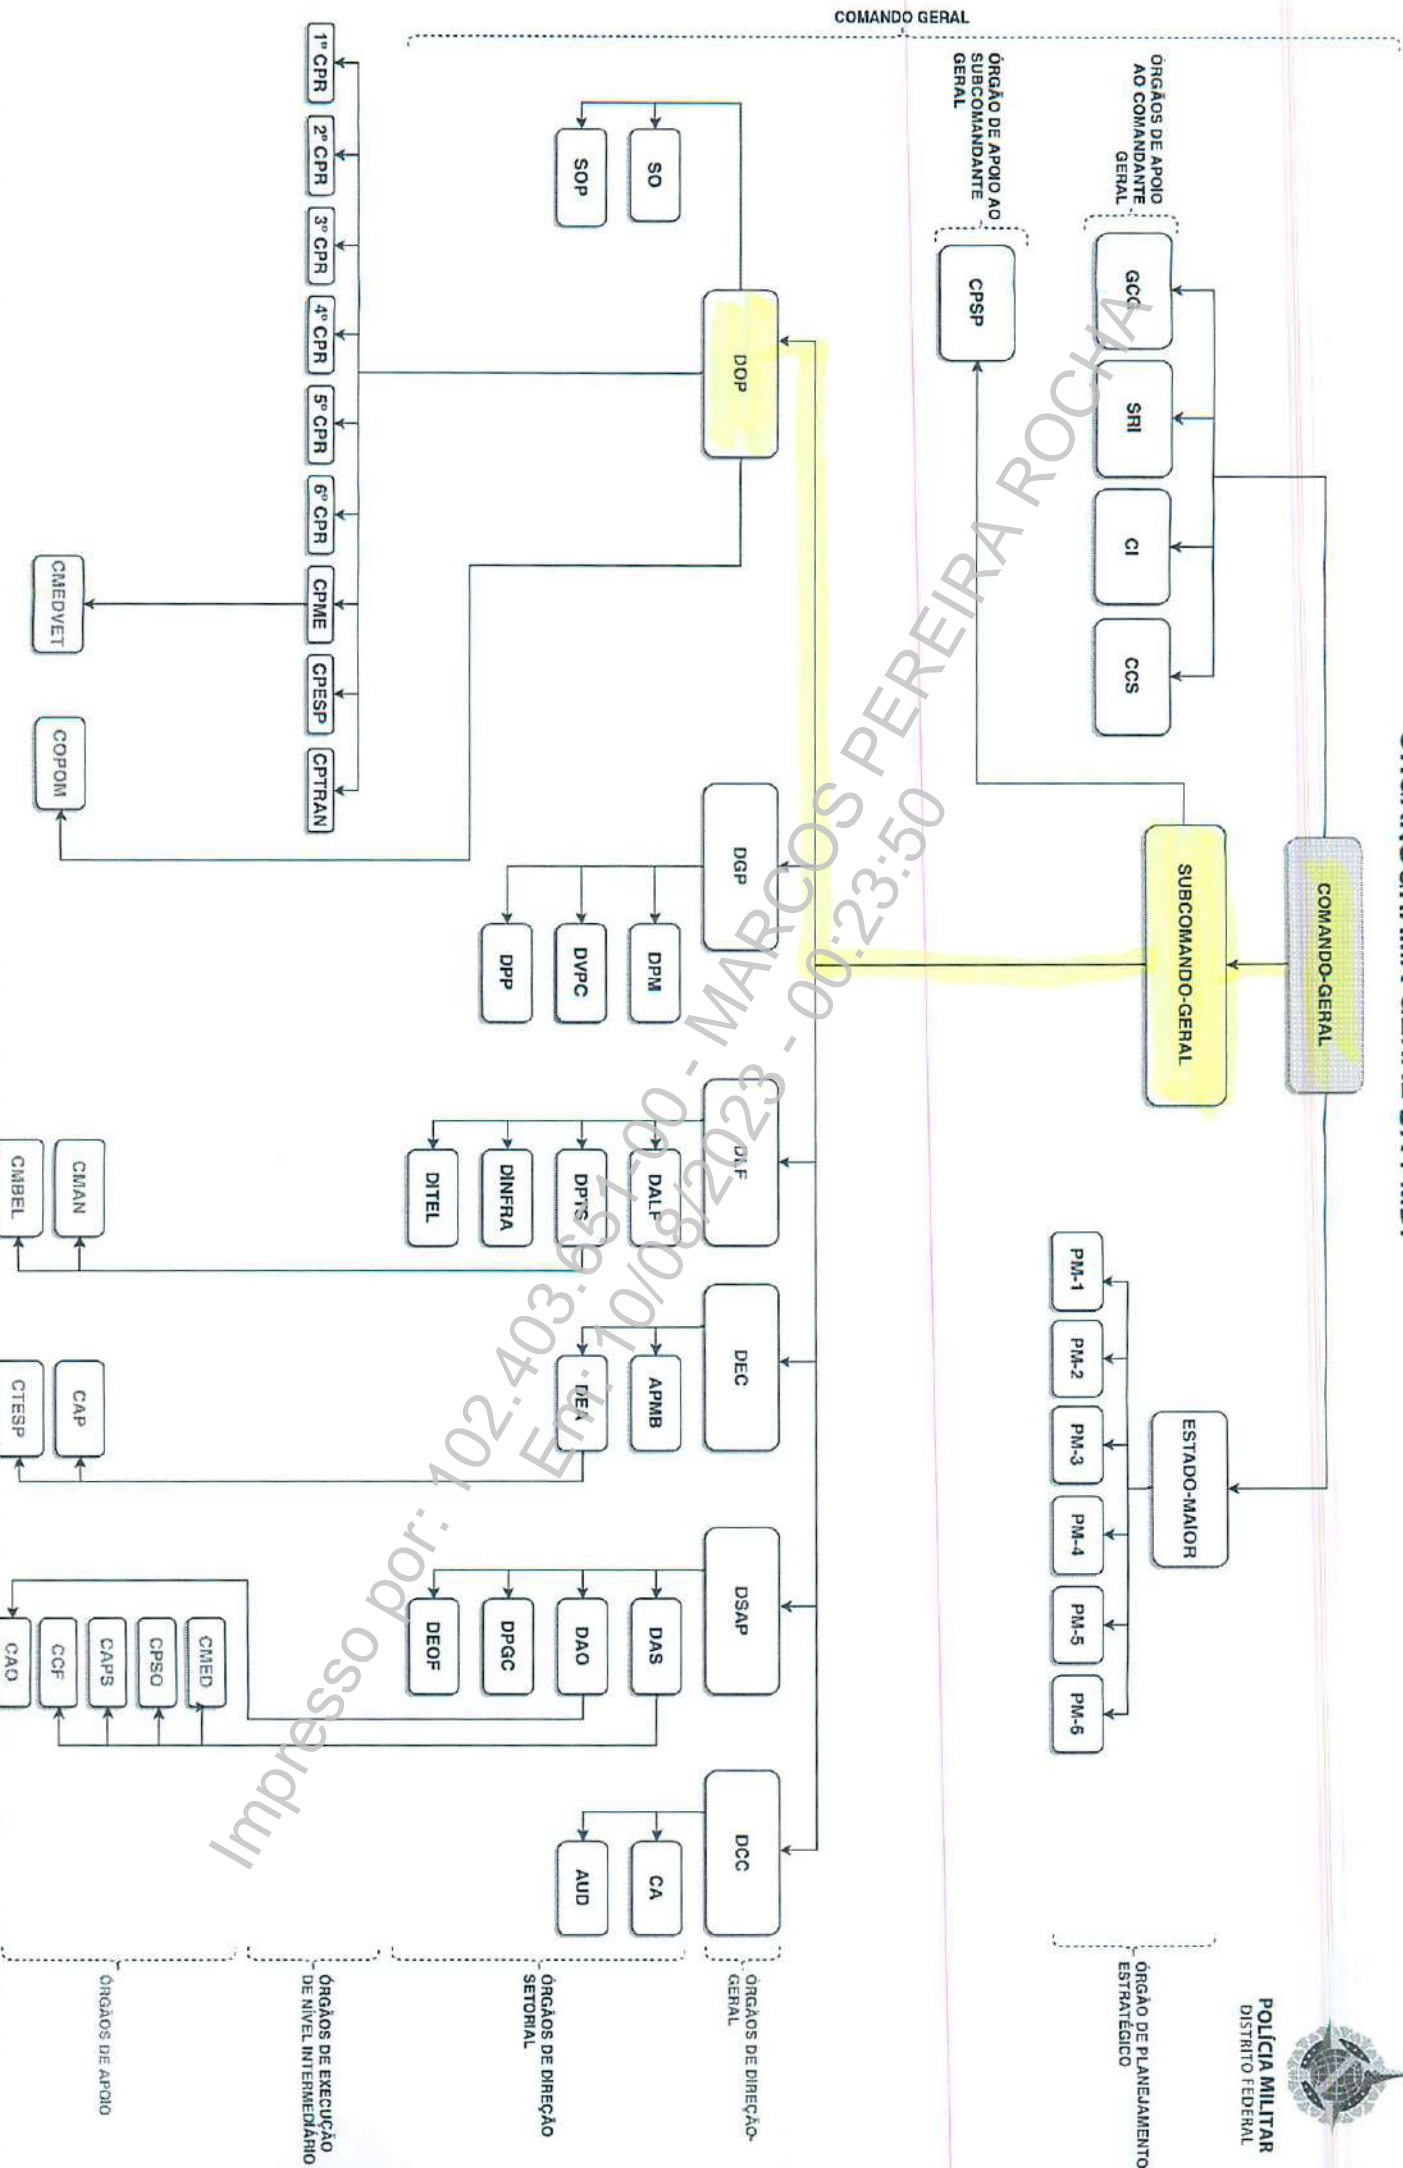 POLÍCIA MILITAR
DISTRITO FEDERAL
COMANDO GERAL
COMANDO-GERAL
SUBCOMANDO-GERAL
ESTADO-MAIOR
PM-1
PM-2
PM-3
PM-4
PM-5
PM-6
ÓRGÃO DE PLANEJAMENTO
ESTRATÉGICO
ÓRGÃOS DE APOIO
AO COMANDANTE
GERAL
GCG
SRI
CI
CCS
ÓRGÃO DE APOIO AO
SUBCOMANDANTE
GERAL
CPSP
DOP
DGP
DLF
DEC
DSAP
DCC
ÓRGÃOS DE DIREÇÃO-
GERAL
SO
SOP
DPM
DVPC
DPP
DALF
DPTS
DINFRA
DITEL
APMB
DEA
DAS
DAO
DPGC
DEOF
CA
AUD
ÓRGÃOS DE DIREÇÃO
SETORIAL
1º CPR
2º CPR
3º CPR
4º CPR
5º CPR
6º CPR
CPME
CPESP
CPTRAN
ÓRGÃOS DE EXECUÇÃO
DE NÍVEL INTERMEDIÁRIO
CMEDVET
COPOM
CMAN
CMBEL
CAP
CTESP
CMED
CPSO
CAPS
CCF
CAO
ÓRGÃOS DE APOIO
Impresso por: 102.403.651-00 - MARCOS PEREIRA ROCHA
Em: 10/08/2023 - 00:23:50